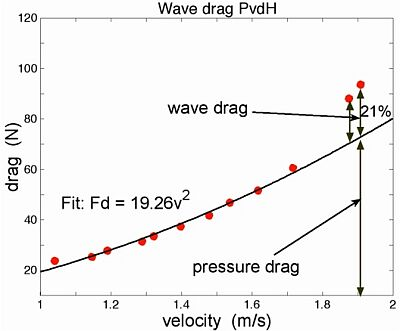 Wave drag PvdH
120
100
80
60
40
20
drag (N)
wave drag
21%
Fit: Fd = 19.26v²
pressure drag
1
1.2
1.4
1.6
1.8
2
velocity (m/s)